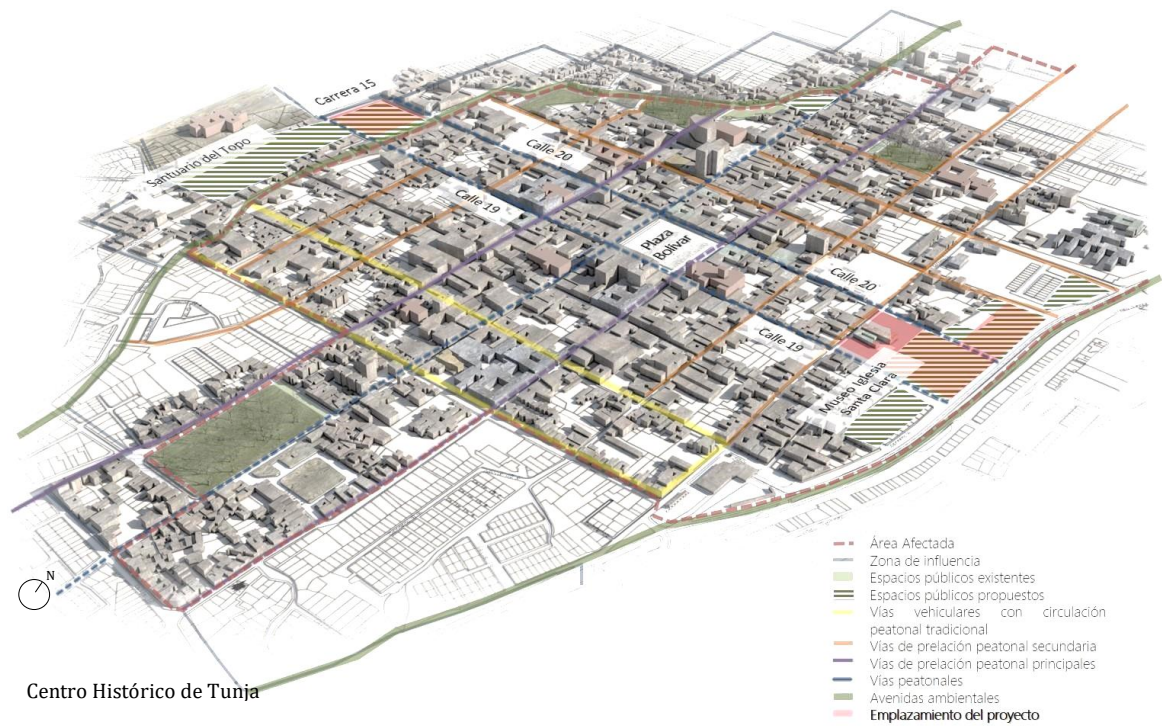 Carrera 15
Santuario del Topo
Calle 20
Calle 19
Plaza
Bolívar
Calle 20
Calle 19
Museo Iglesia
Santa Clara
N
Área Afectada
Zona de influencia
Espacios públicos existentes
Espacios públicos propuestos
Vías vehiculares con circulación
peatonal tradicional
Vías de prelación peatonal secundaria
Vías de prelación peatonal principales
Vías peatonales
Avenidas ambientales
Emplazamiento del proyecto
Centro Histórico de Tunja